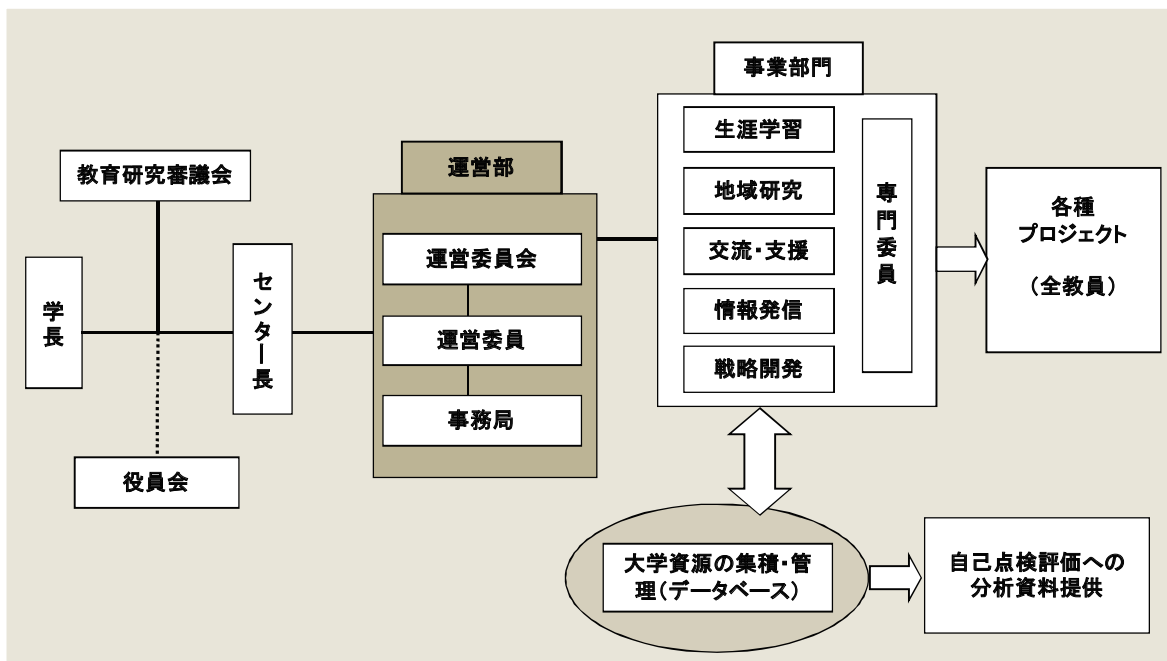 教育研究審議会
学長
センター長
役員会
運営部
運営委員会
運営委員
事務局
事業部門
生涯学習
地域研究
交流・支援
情報発信
戦略開発
専門委員
各種
プロジェクト
（全教員）
大学資源の集積・管
理（データベース）
自己点検評価への
分析資料提供